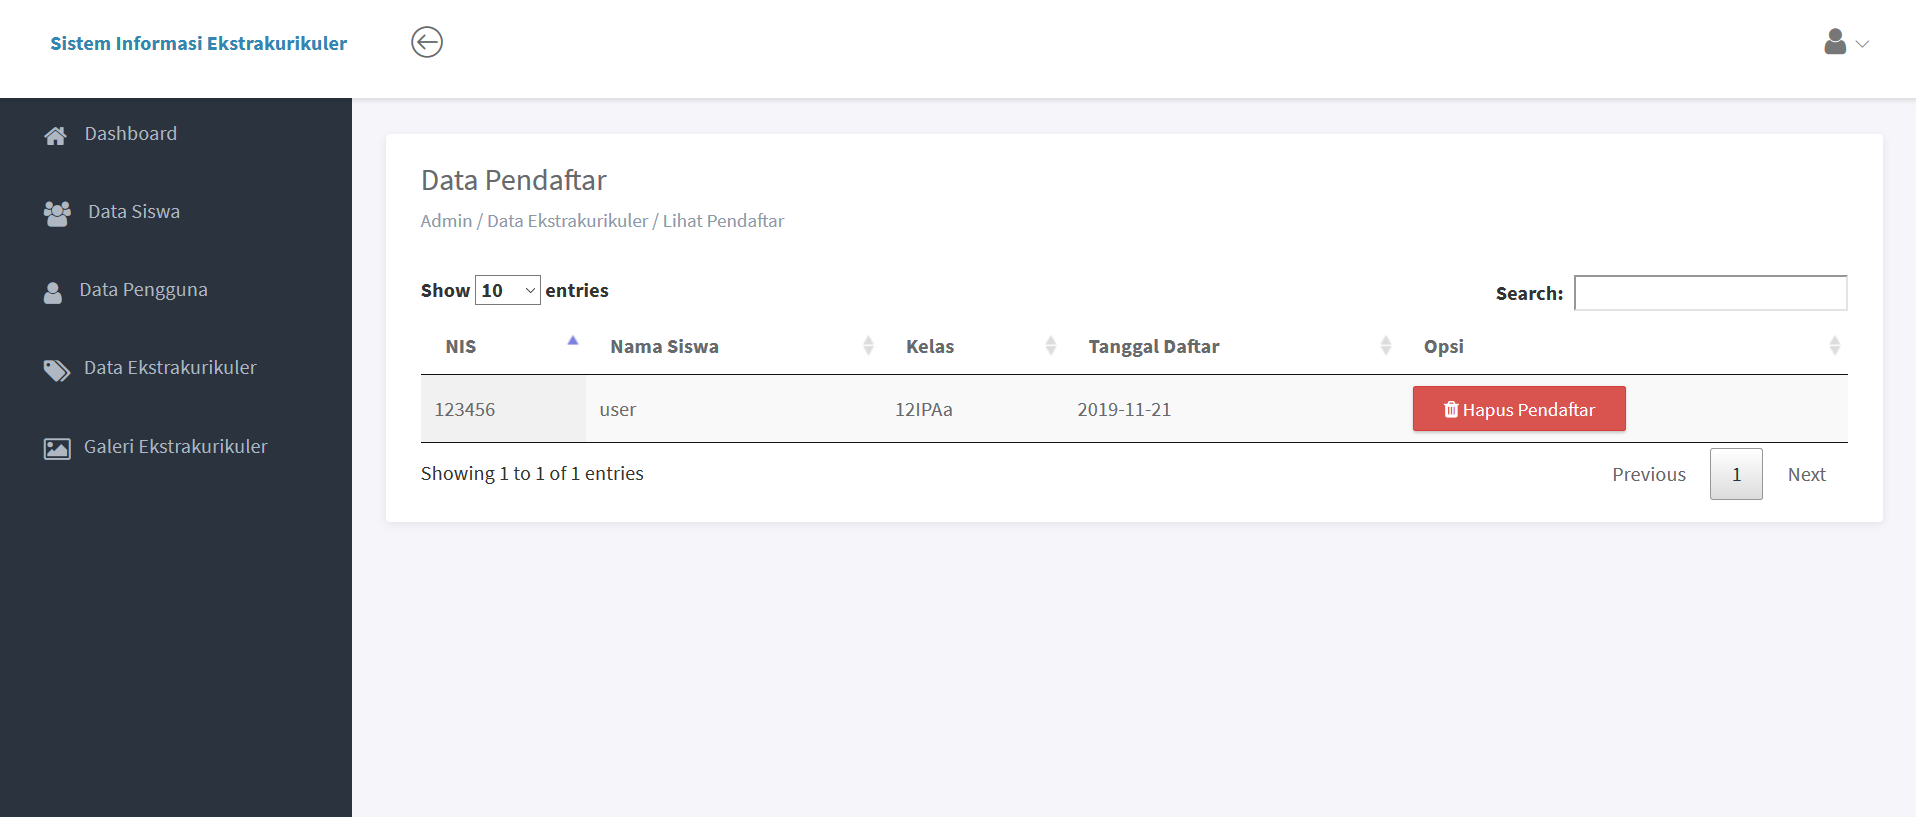 Sistem Informasi Ekstrakurikuler
Dashboard
Data Siswa
Data Pengguna
Data Ekstrakurikuler
Galeri Ekstrakurikuler
Data Pendaftar
Admin / Data Ekstrakurikuler / Lihat Pendaftar
Show 10 entries
Search:
NIS Nama Siswa Kelas Tanggal Daftar Opsi
123456 user 12IPAa 2019-11-21 Hapus Pendaftar
Showing 1 to 1 of 1 entries
Previous 1 Next